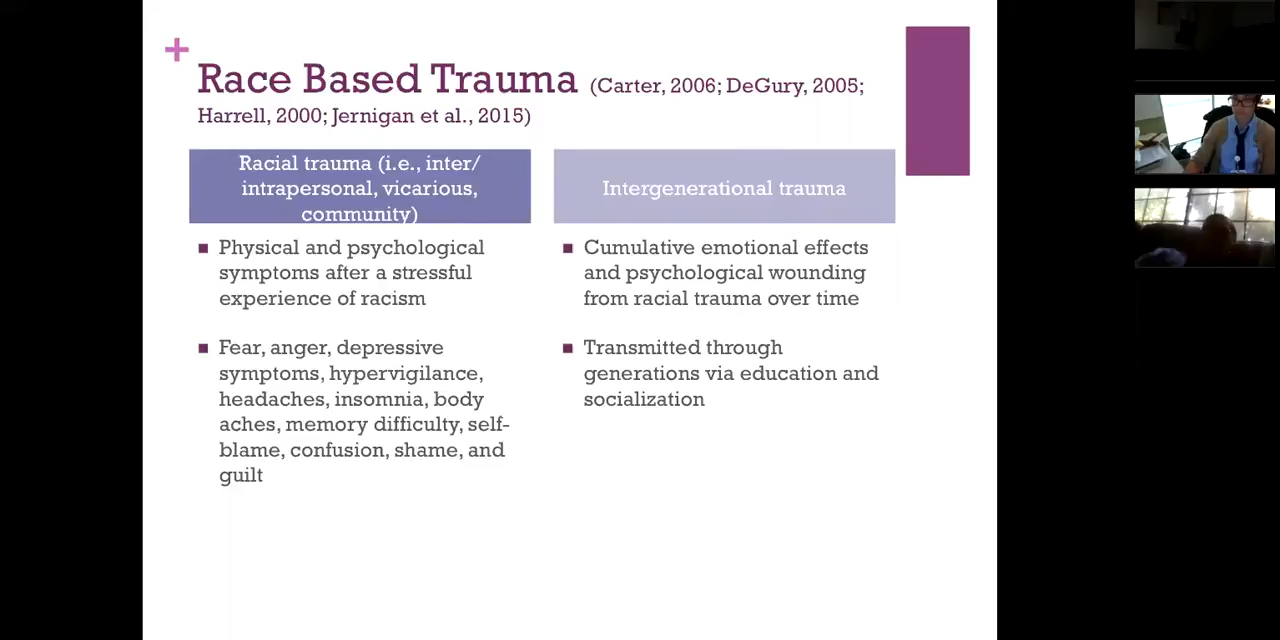 +
Race Based Trauma (Carter, 2006; DeGury, 2005;
Harrell, 2000; Jernigan et al., 2015)
Racial trauma (i.e., inter/
intrapersonal, vicarious,
community)
■ Physical and psychological
symptoms after a stressful
experience of racism
■ Fear, anger, depressive
symptoms, hypervigilance,
headaches, insomnia, body
aches, memory difficulty, self-
blame, confusion, shame, and
guilt
Intergenerational trauma
■ Cumulative emotional effects
and psychological wounding
from racial trauma over time
■ Transmitted through
generations via education and
socialization